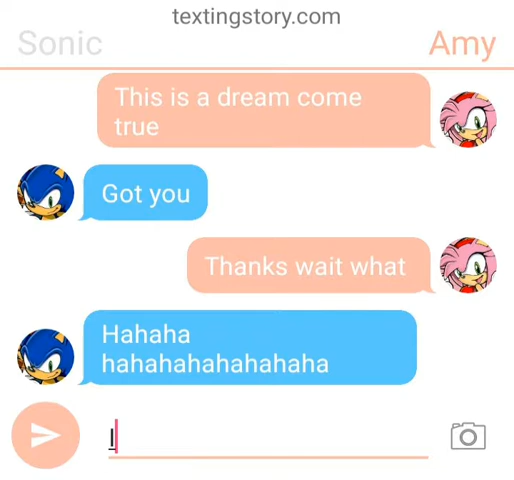 textingstory.com
Sonic
Amy
This is a dream come
true
Got you
Thanks wait what
Hahaha
hahahahahahahaha
I